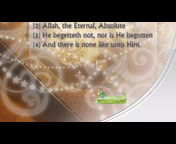 [2] Allah, the Eternal, Absolute
[3] He begetteth not, nor is He begotten
[4] And there is none like unto Him.